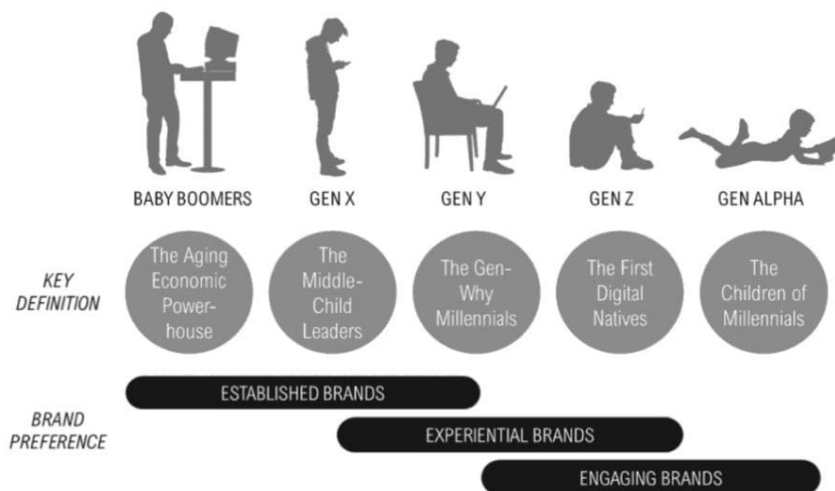 BABY BOOMERS
GEN X
GEN Y
GEN Z
GEN ALPHA
KEY
DEFINITION
The Aging
Economic
Power-
house
The
Middle-
Child
Leaders
The Gen-
Why
Millennials
The First
Digital
Natives
The
Children of
Millennials
BRAND
PREFERENCE
ESTABLISHED BRANDS
EXPERIENTIAL BRANDS
ENGAGING BRANDS